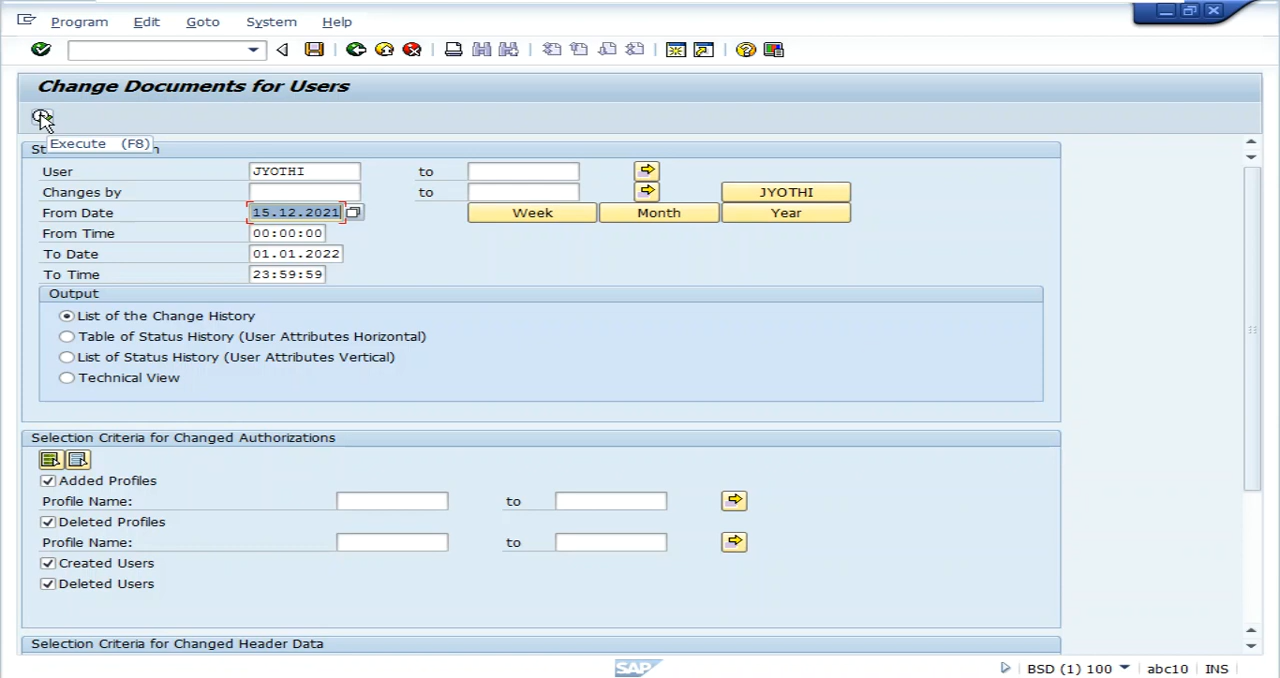 Program Edit Goto System Help
Change Documents for Users
Execute (F8)
User JYOTHI to
Changes by to JYOTHI
From Date 15.12.2021 Week Month Year
From Time 00:00:00
To Date 01.01.2022
To Time 23:59:59
Output
List of the Change History
Table of Status History (User Attributes Horizontal)
List of Status History (User Attributes Vertical)
Technical View
Selection Criteria for Changed Authorizations
Added Profiles
Profile Name: to
Deleted Profiles
Profile Name: to
Created Users
Deleted Users
Selection Criteria for Changed Header Data
SAP BSD (1) 100 abc10 INS